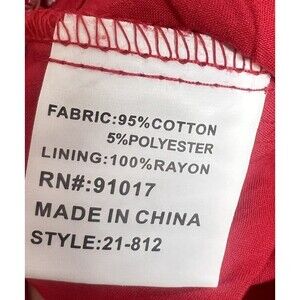 FABRIC:95%COTTON
5%POLYESTER
LINING:100%RAYON
RN#:91017
MADE IN CHINA
STYLE:21-812